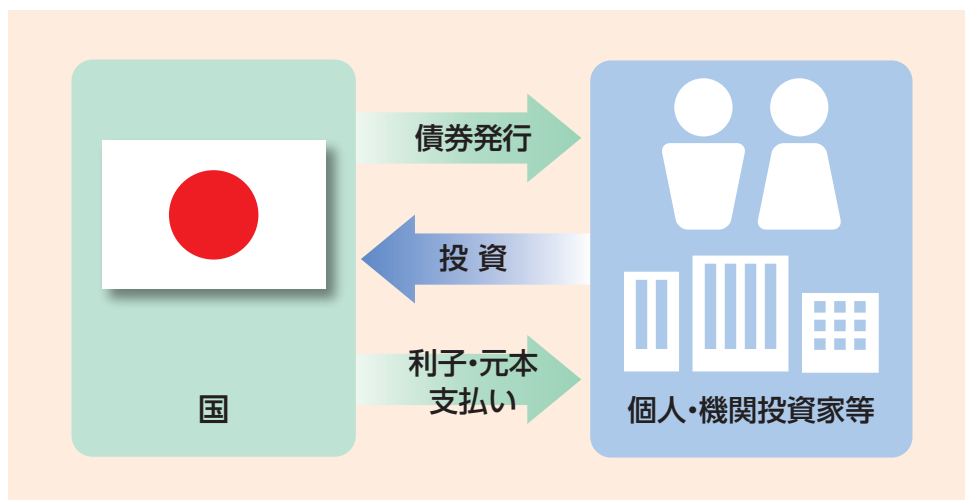 債券発行
投資
利子・元本
支払い
国
個人・機関投資家等